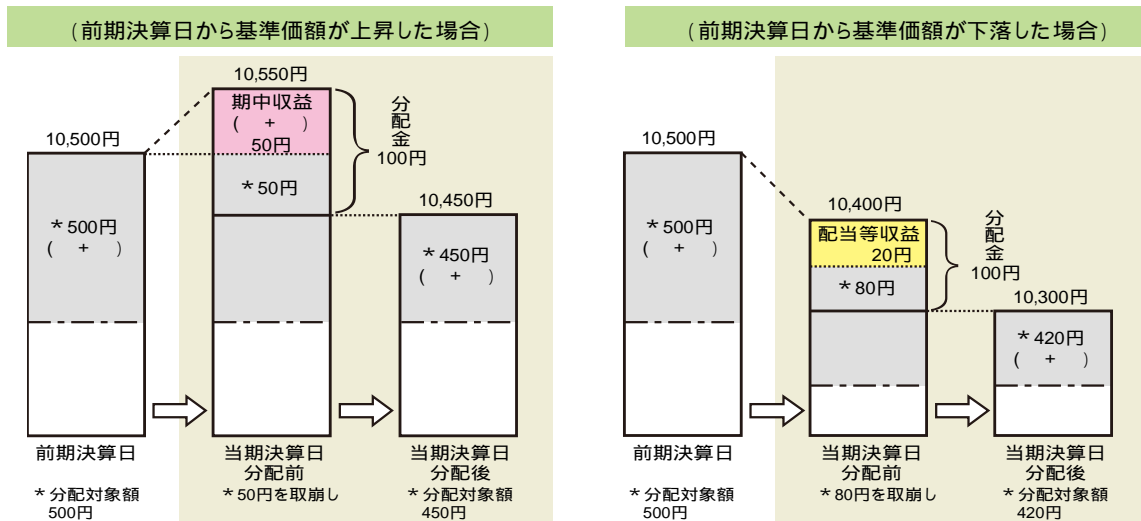 (前期決算日から基準価額が上昇した場合)
10,500円
*500円
( + )
前期決算日
*分配対象額
500円
10,550円
期中収益
( + )
50円
*50円
分配金
100円
当期決算日
分配前
*50円を取崩し
10,450円
*450円
( + )
当期決算日
分配後
*分配対象額
450円
(前期決算日から基準価額が下落した場合)
10,500円
*500円
( + )
前期決算日
*分配対象額
500円
10,400円
配当等収益
20円
*80円
分配金
100円
当期決算日
分配前
*80円を取崩し
10,300円
*420円
( + )
当期決算日
分配後
*分配対象額
420円